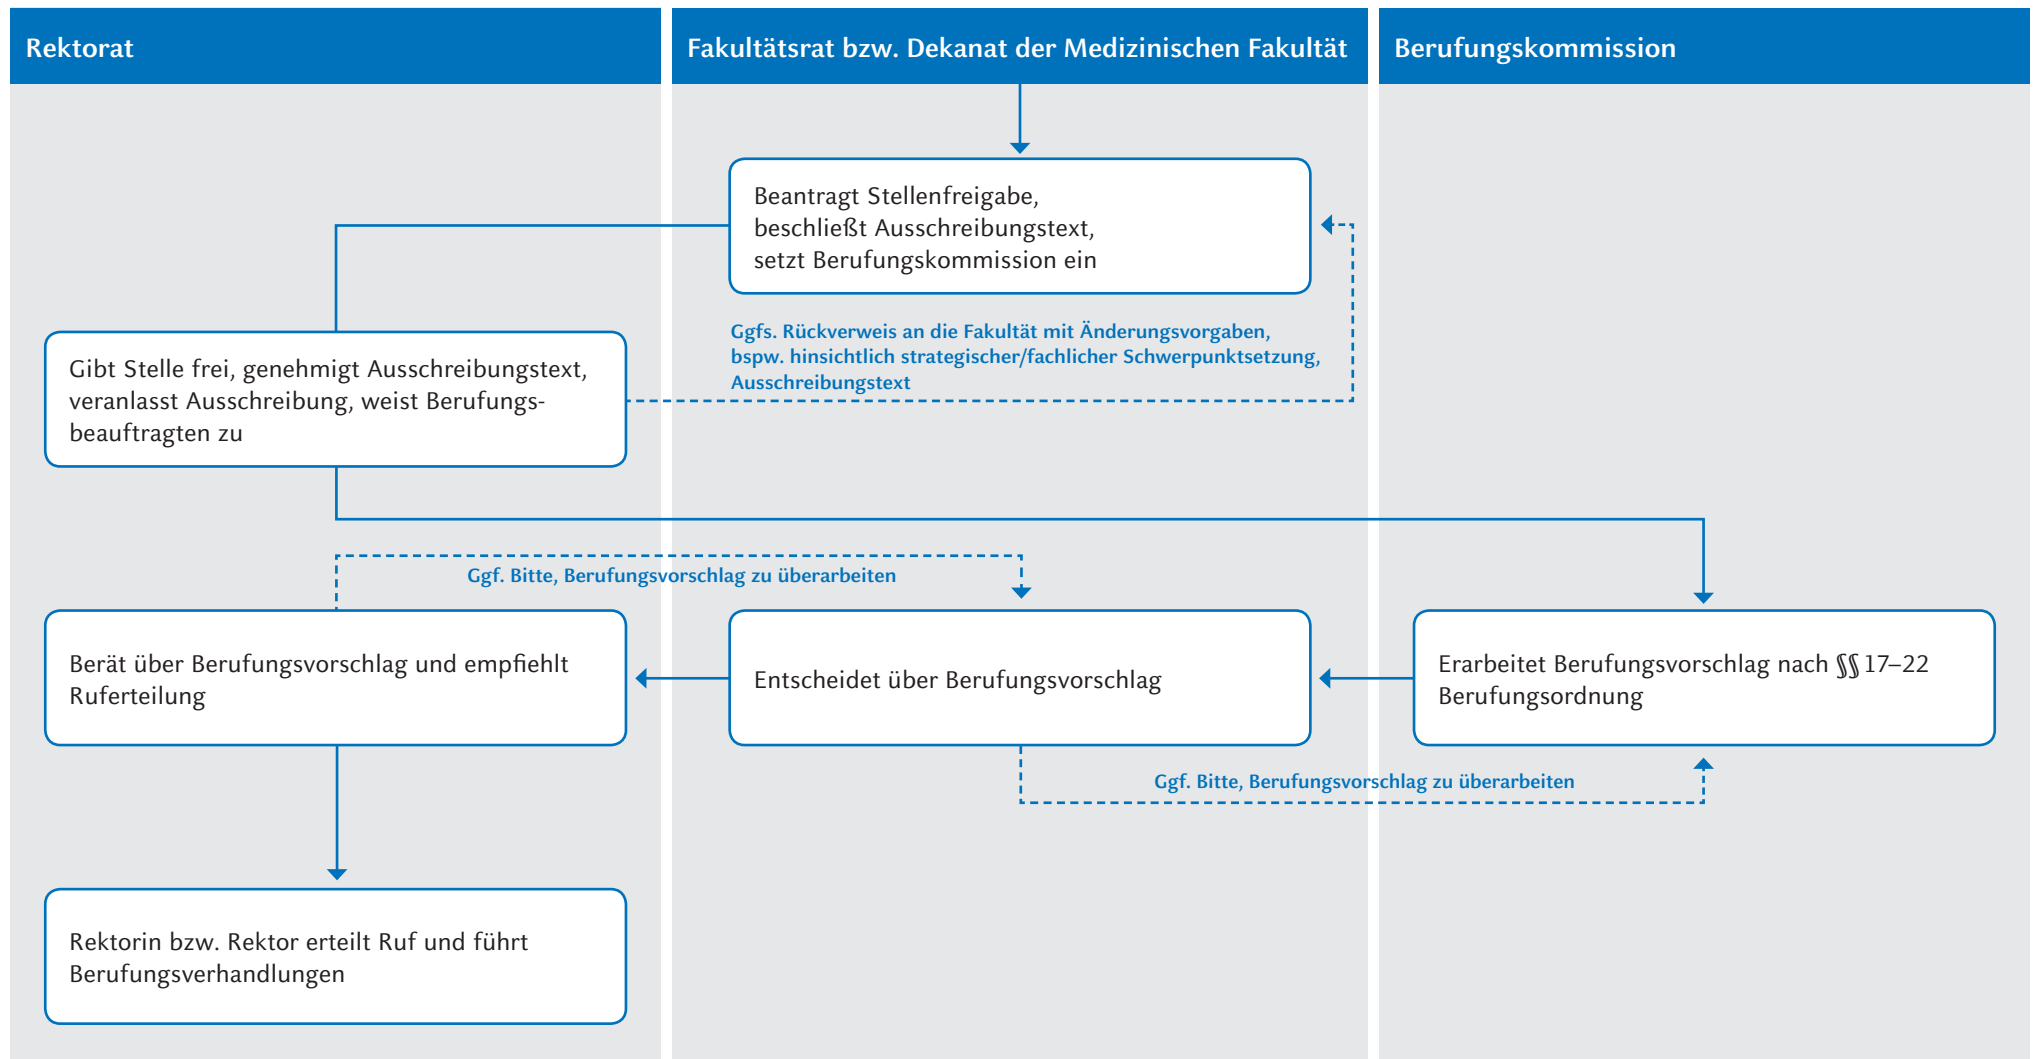 Rektorat
Fakultätsrat bzw. Dekanat der Medizinischen Fakultät
Berufungskommission
Beantragt Stellenfreigabe,
beschließt Ausschreibungstext,
setzt Berufungskommission ein
Ggfs. Rückverweis an die Fakultät mit Änderungsvorgaben,
bspw. hinsichtlich strategischer/fachlicher Schwerpunktsetzung,
Ausschreibungstext
Gibt Stelle frei, genehmigt Ausschreibungstext,
veranlasst Ausschreibung, weist Berufungs-
beauftragten zu
Ggf. Bitte, Berufungsvorschlag zu überarbeiten
Berät über Berufungsvorschlag und empfiehlt
Ruferteilung
Entscheidet über Berufungsvorschlag
Erarbeitet Berufungsvorschlag nach §§ 17–22
Berufungsordnung
Ggf. Bitte, Berufungsvorschlag zu überarbeiten
Rektorin bzw. Rektor erteilt Ruf und führt
Berufungsverhandlungen